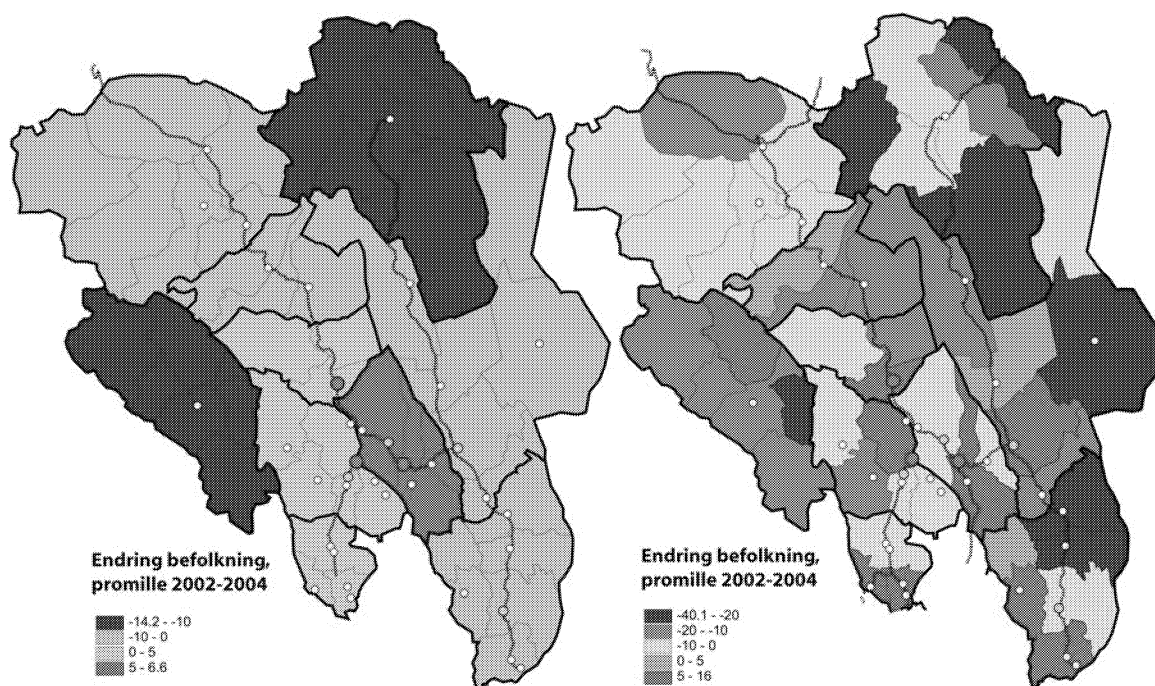 Endring befolkning,
promille 2002-2004
-14.2 - -10
-10 - 0
0 - 5
5 - 6.6
Endring befolkning,
promille 2002-2004
-40.1 - -20
-20 - -10
-10 - 0
0 - 5
5 - 16